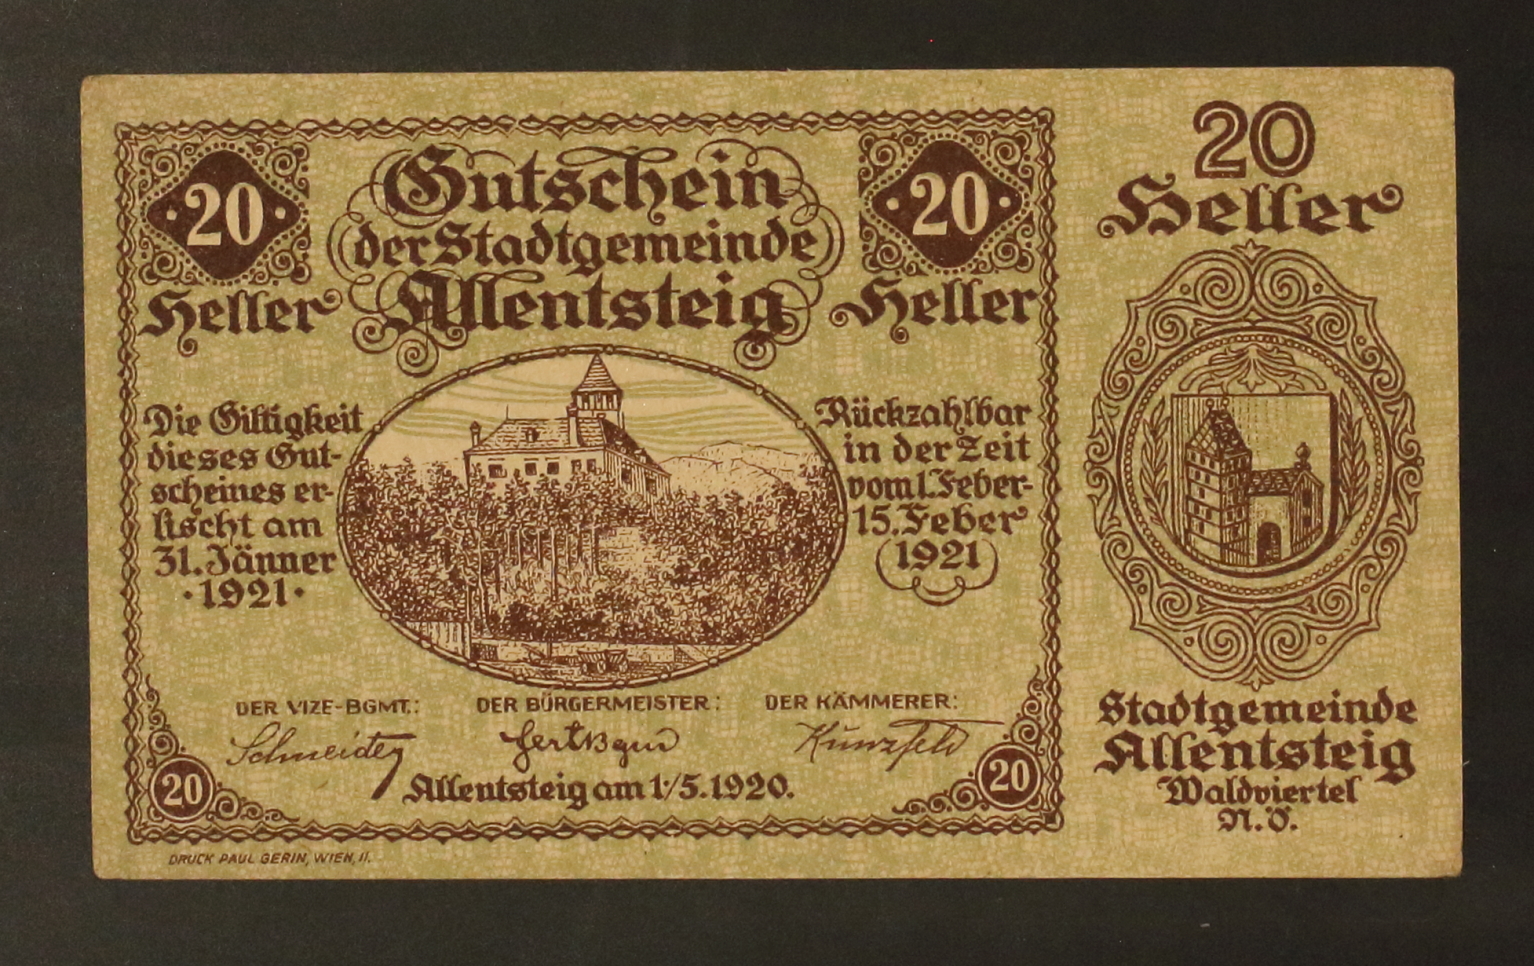 20
Gutschein
der Stadtgemeinde
Allentsteig
20
Heller
Heller
Die Giltigkeit
dieses Gut-
scheines er-
lischt am
31. Jänner
· 1921 ·
Rückzahlbar
in der Zeit
vom 1. Feber-
15. Feber
1921
DER VIZE-BGMT.:
DER BÜRGERMEISTER:
DER KÄMMERER:
Schneider
Kunzfeld
Allentsteig am 1./5.1920.
20
20
DRUCK PAUL GERIN, WIEN, II.
20
Heller
Stadtgemeinde
Allentsteig
Waldviertel
N.Ö.